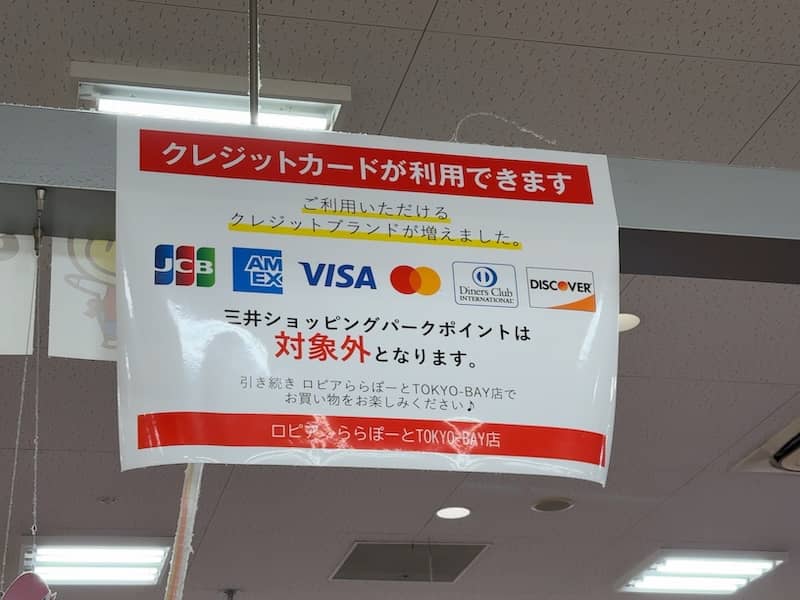 クレジットカードが利用できます
ご利用いただける
クレジットブランドが増えました。
JCB AMEX VISA Diners Club INTERNATIONAL DISCOVER
三井ショッピングパークポイントは
対象外となります。
引き続き ロピアららぽーとTOKYO-BAY店で
お買い物をお楽しみください♪
ロピア ららぽーとTOKYO-BAY店